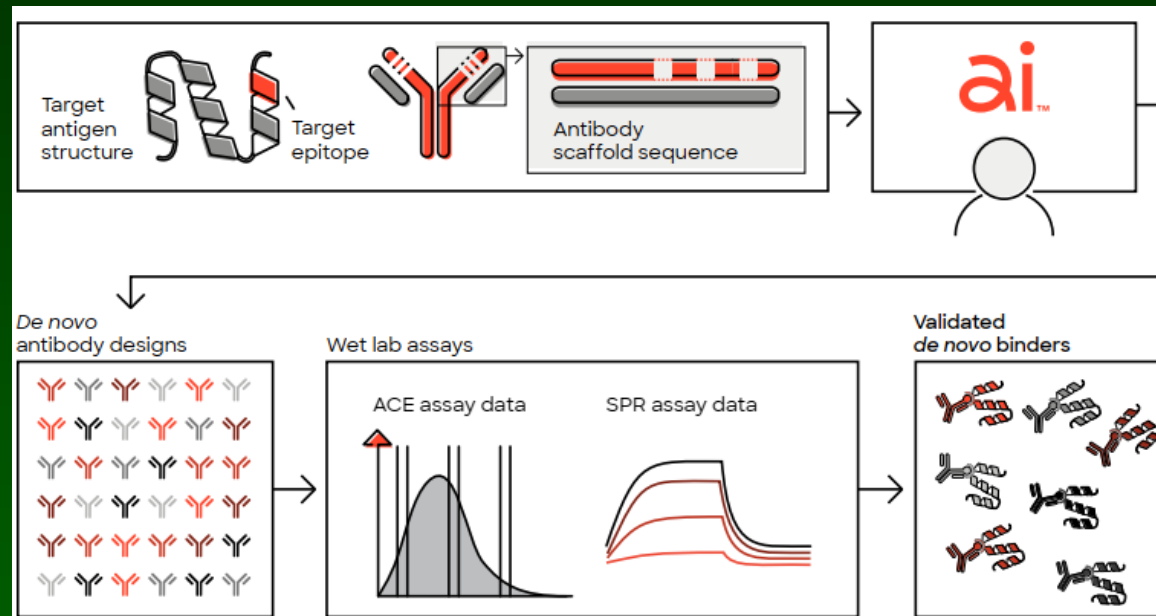 Target
antigen
structure
Target
epitope
Antibody
scaffold sequence
ai™
De novo
antibody designs
Wet lab assays
Validated
de novo binders
ACE assay data
SPR assay data